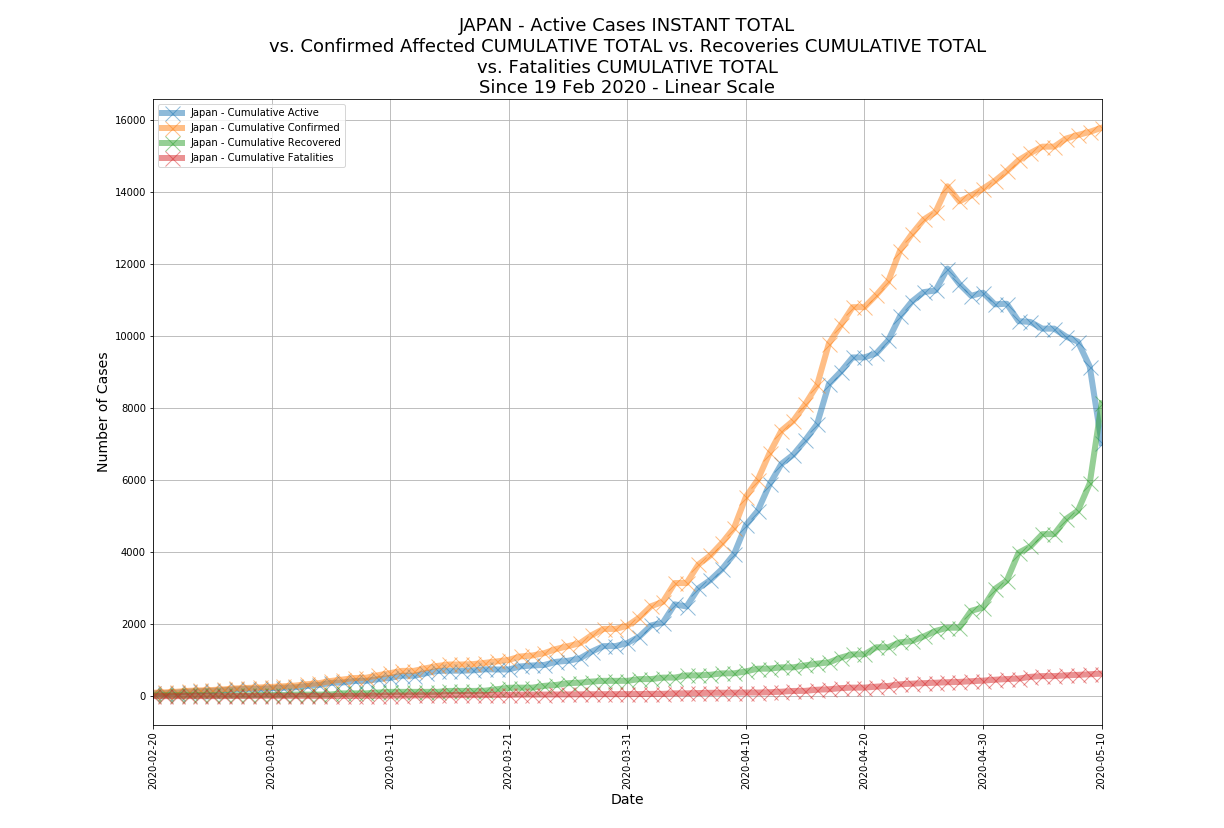 JAPAN - Active Cases INSTANT TOTAL
vs. Confirmed Affected CUMULATIVE TOTAL vs. Recoveries CUMULATIVE TOTAL
vs. Fatalities CUMULATIVE TOTAL
Since 19 Feb 2020 - Linear Scale
Japan - Cumulative Active
Japan - Cumulative Confirmed
Japan - Cumulative Recovered
Japan - Cumulative Fatalities
16000
14000
12000
10000
8000
6000
4000
2000
0
Number of Cases
2020-02-20
2020-03-01
2020-03-11
2020-03-21
2020-03-31
2020-04-10
2020-04-20
2020-04-30
2020-05-10
Date